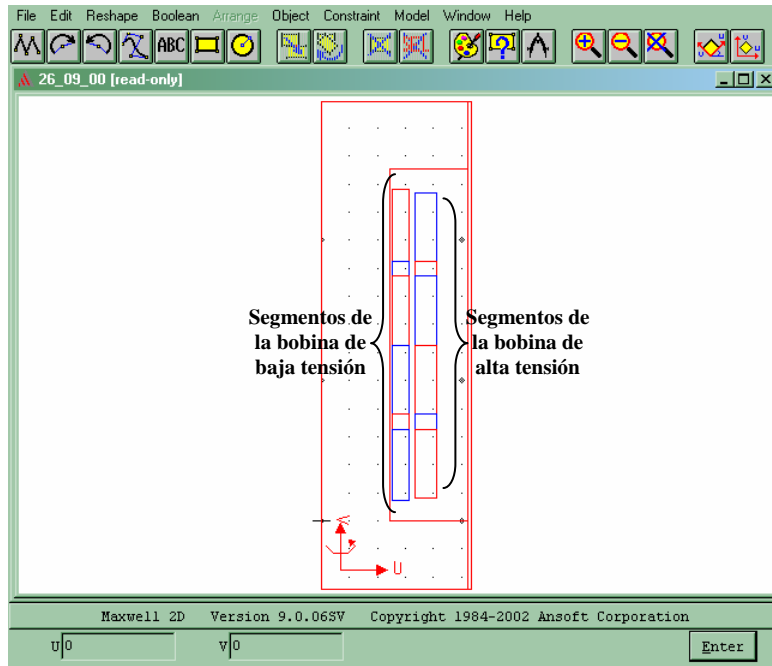 File Edit Reshape Boolean Arrange Object Constraint Model Window Help
ABC
26_09_00 [read-only]
Segmentos de
la bobina de
baja tensión
Segmentos de
la bobina de
alta tensión
V
U
Maxwell 2D Version 9.0.06SV Copyright 1984-2002 Ansoft Corporation
U 0 V 0 Enter